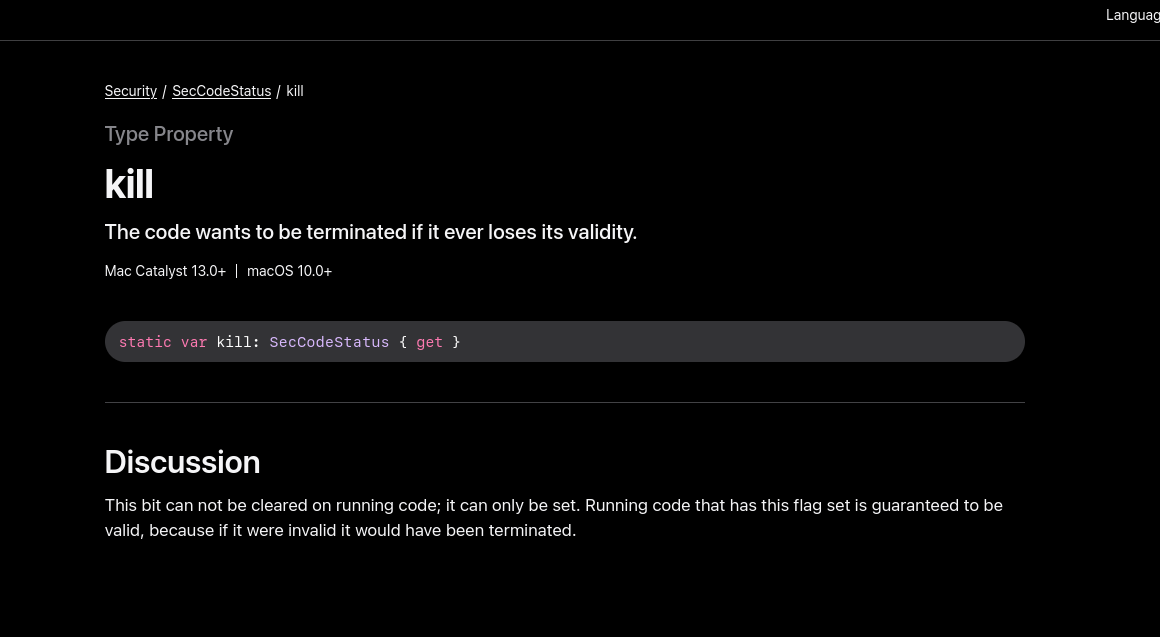 Languag
Security / SecCodeStatus / kill
Type Property
kill
The code wants to be terminated if it ever loses its validity.
Mac Catalyst 13.0+ | macOS 10.0+
static var kill: SecCodeStatus { get }
Discussion
This bit can not be cleared on running code; it can only be set. Running code that has this flag set is guaranteed to be
valid, because if it were invalid it would have been terminated.